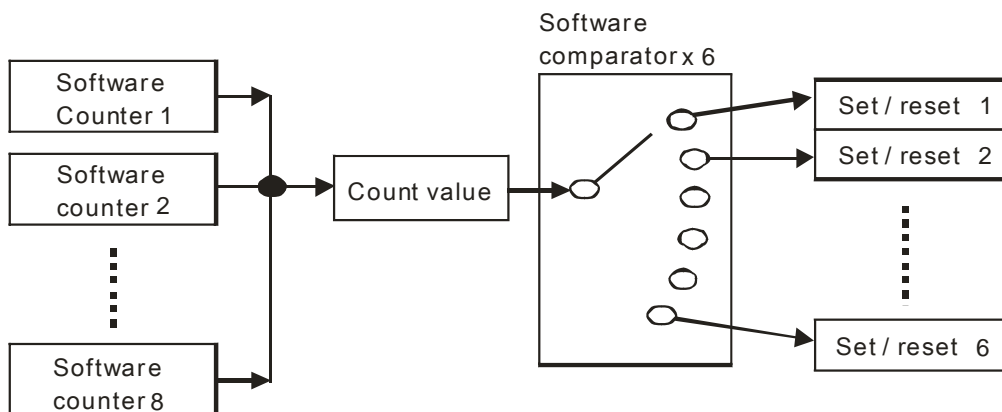 Software
comparator x 6
Software
Counter 1
Software
counter 2
Software
counter 8
Count value
Set / reset 1
Set / reset 2
Set / reset 6